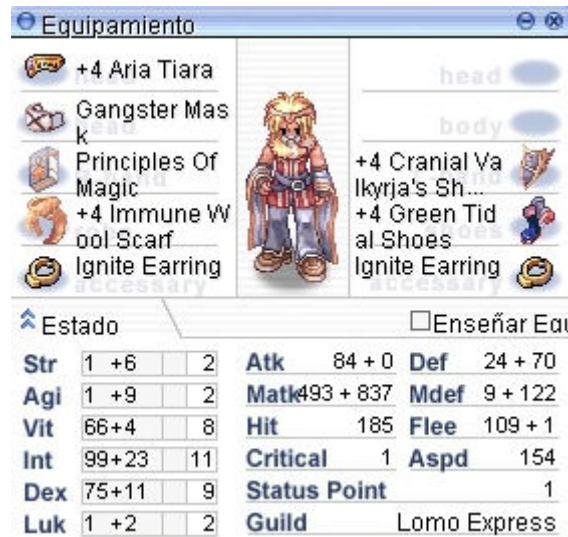 Equipamiento
+4 Aria Tiara
head
Gangster Mas
k
body
Principles Of
Magic
+4 Cranial Va
lkyrja's Sh...
+4 Immune W
ool Scarf
+4 Green Tid
al Shoes
Ignite Earring
Ignite Earring
accessary
Estado
Enseñar Equ
Str 1 +6 2 Atk 84 + 0 Def 24 + 70
Agi 1 +9 2 Matk 493 + 837 Mdef 9 + 122
Vit 66+4 8 Hit 185 Flee 109 + 1
Int 99+23 11 Critical 1 Aspd 154
Dex 75+11 9 Status Point 1
Luk 1 +2 2 Guild Lomo Express